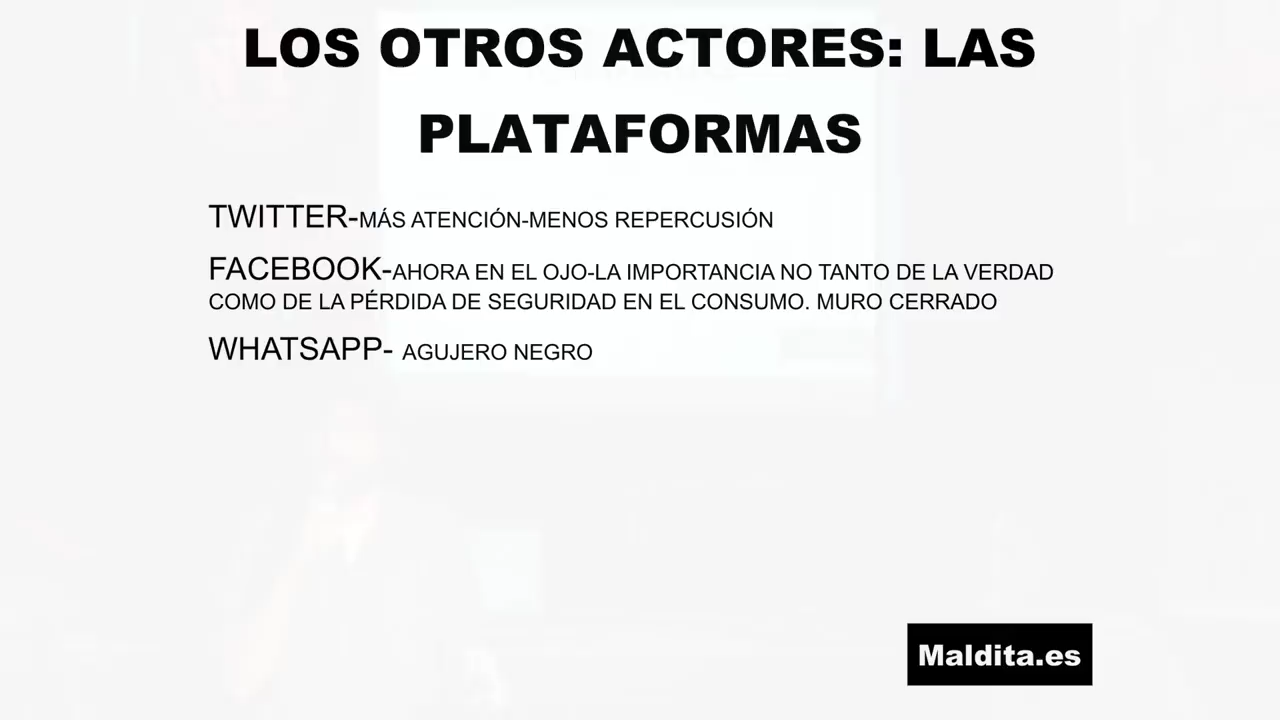 LOS OTROS ACTORES: LAS
PLATAFORMAS
TWITTER-MÁS ATENCIÓN-MENOS REPERCUSIÓN
FACEBOOK-AHORA EN EL OJO-LA IMPORTANCIA NO TANTO DE LA VERDAD
COMO DE LA PÉRDIDA DE SEGURIDAD EN EL CONSUMO. MURO CERRADO
WHATSAPP- AGUJERO NEGRO
Maldita.es